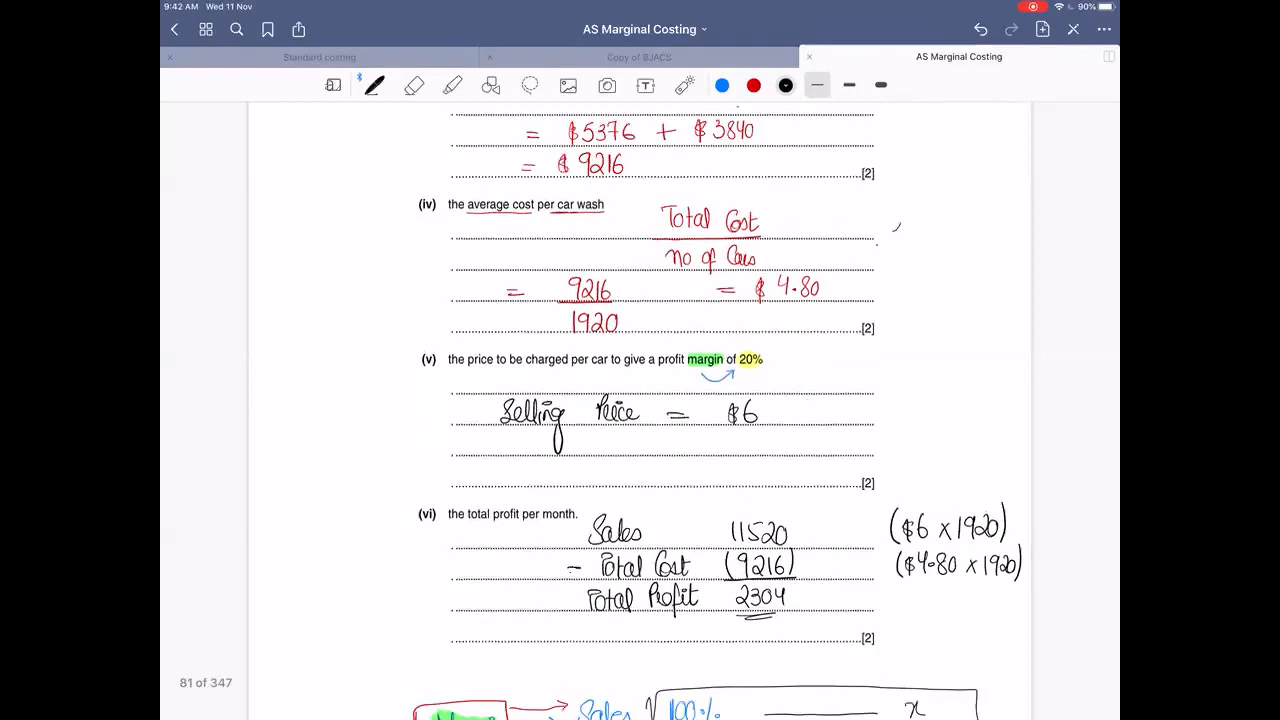 9:42 AM Wed 11 Nov
90%
AS Marginal Costing
Standard costing
Copy of BJACS
AS Marginal Costing
= $5376 + $3840
= $ 9216
[2]
(iv) the average cost per car wash
Total Cost
no of Cars
= 9216 = $ 4.80
1920
[2]
(v) the price to be charged per car to give a profit margin of 20%
Selling Price = $6
[2]
(vi) the total profit per month.
Sales 11520 ($6 x 1920)
- Total Cost (9216) ($4.80 x 1920)
Total Profit 2304
[2]
81 of 347
Sales 100% x